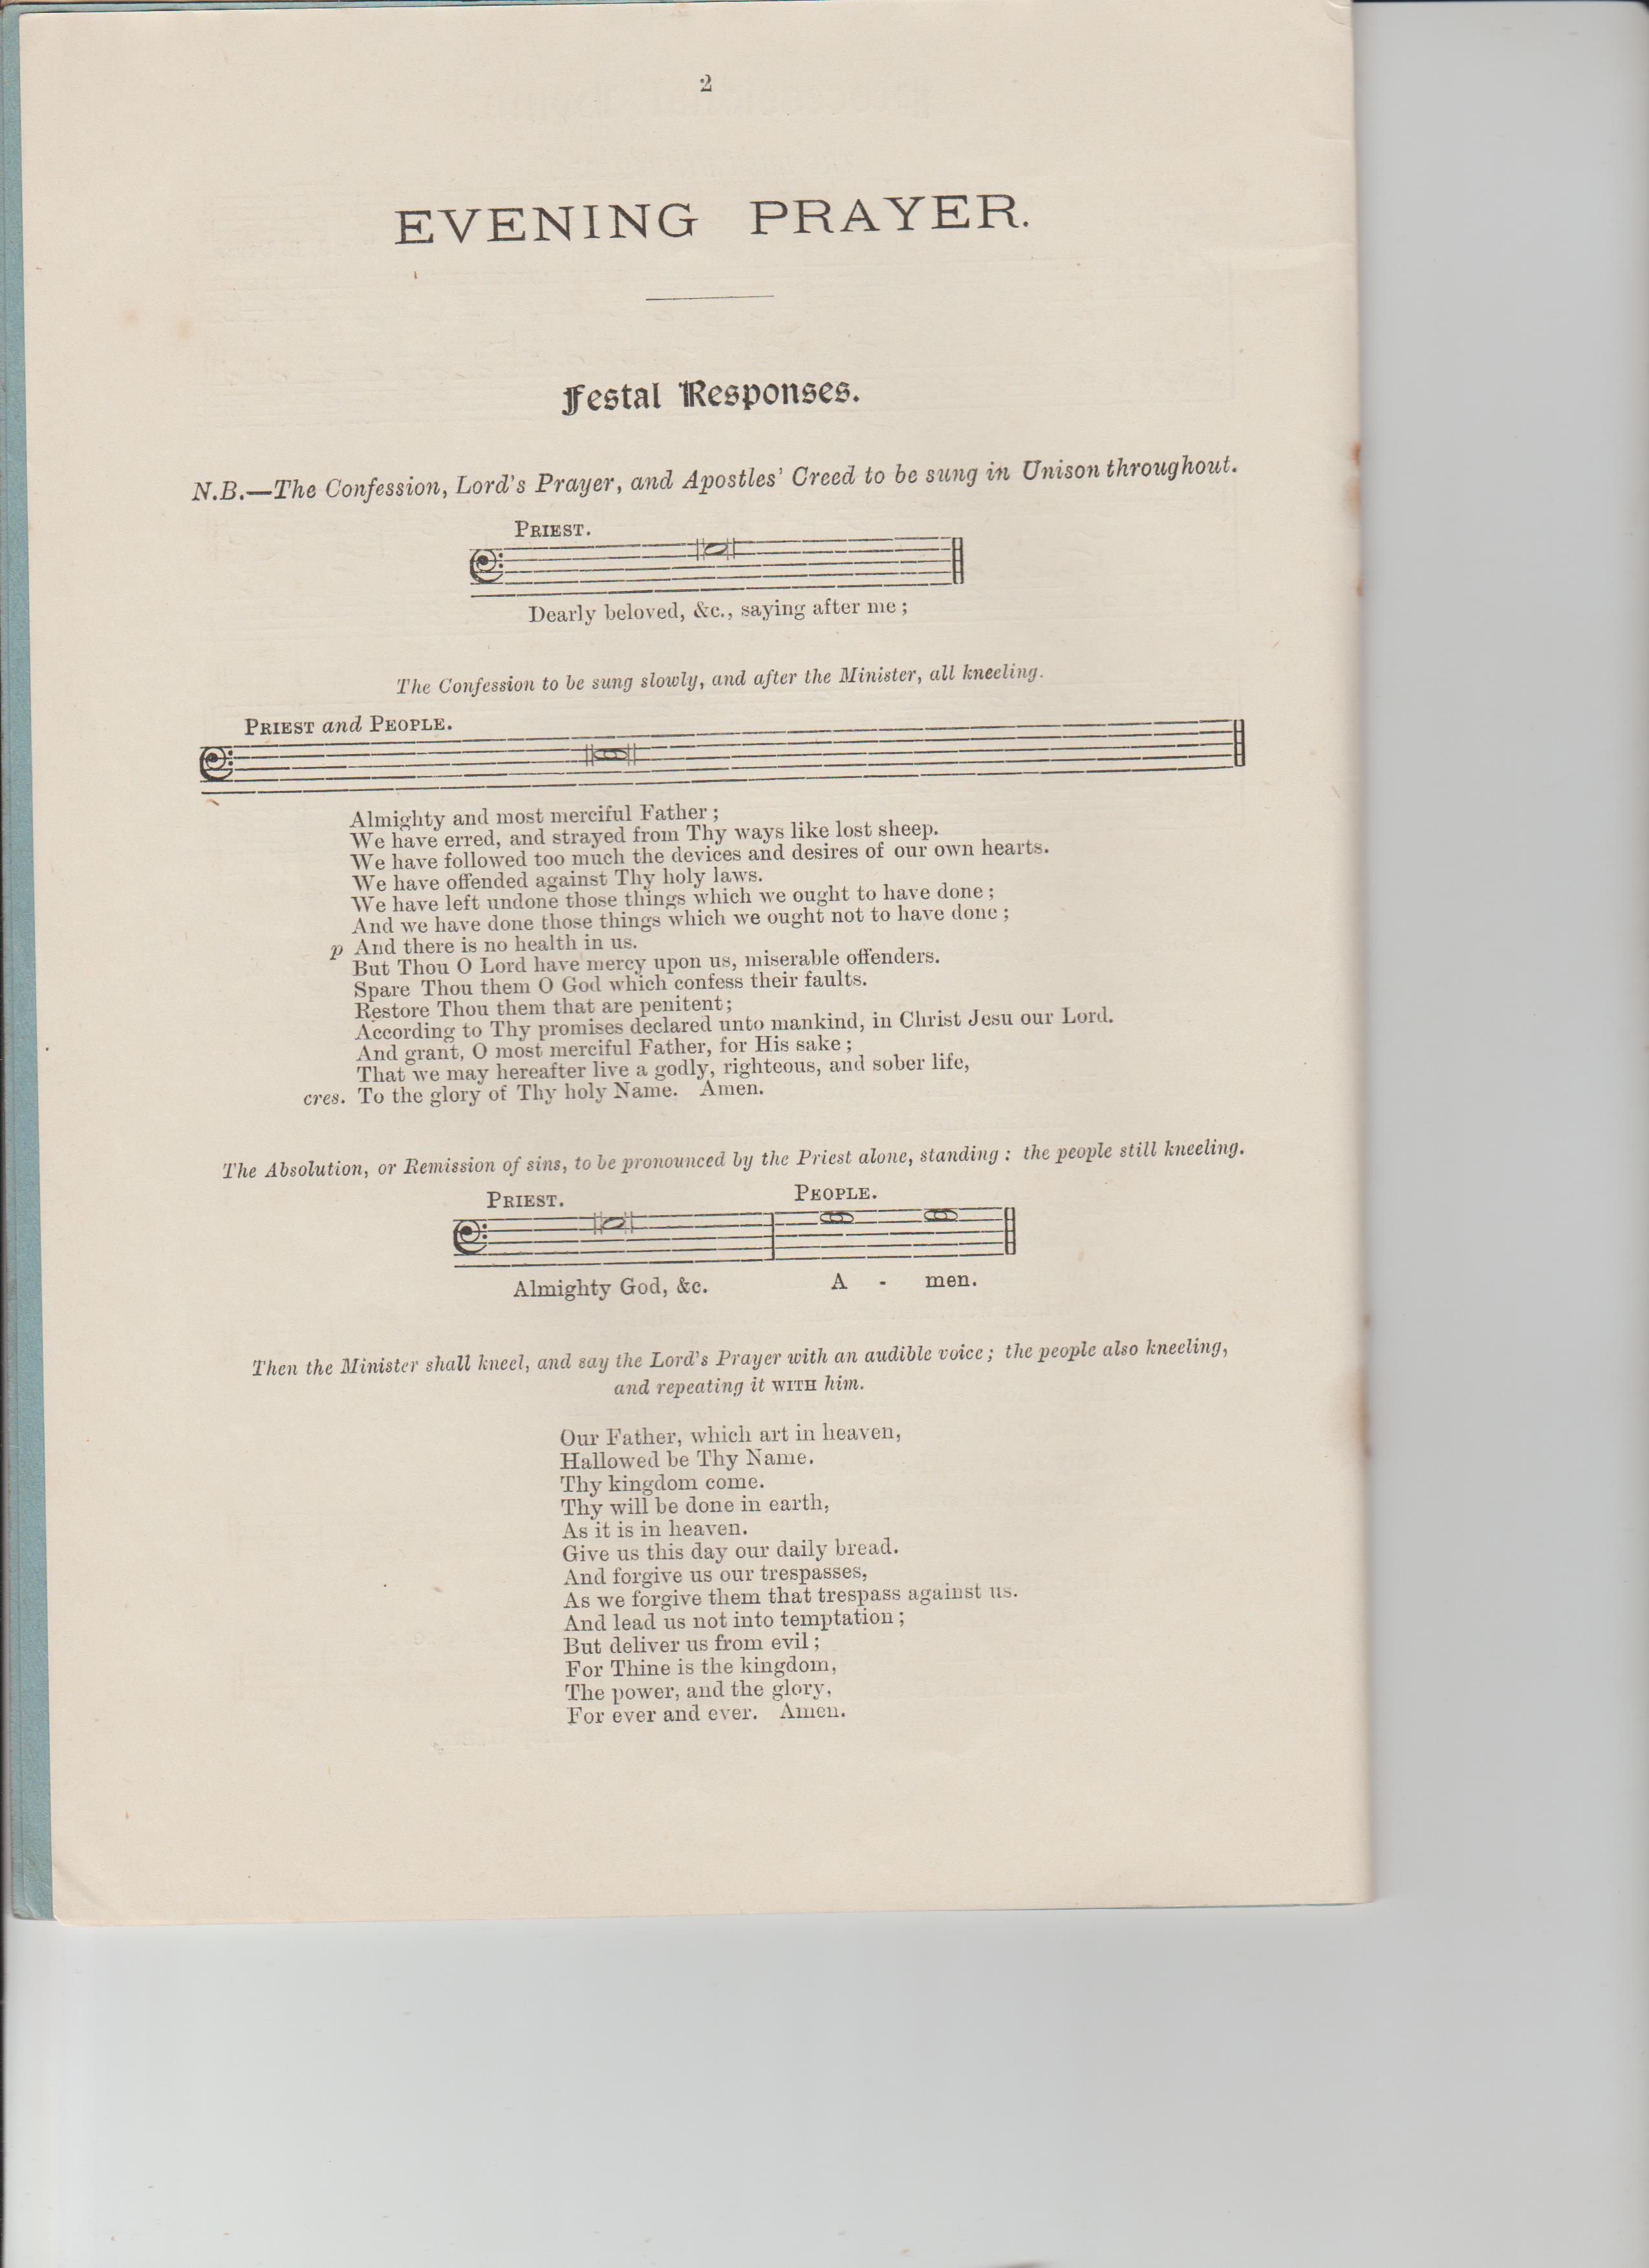 2
EVENING PRAYER.
Festal Responses.
N.B.—The Confession, Lord's Prayer, and Apostles' Creed to be sung in Unison throughout.
PRIEST.
Dearly beloved, &c., saying after me ;
The Confession to be sung slowly, and after the Minister, all kneeling.
PRIEST and PEOPLE.
Almighty and most merciful Father ;
We have erred, and strayed from Thy ways like lost sheep.
We have followed too much the devices and desires of our own hearts.
We have offended against Thy holy laws.
We have left undone those things which we ought to have done ;
And we have done those things which we ought not to have done ;
p And there is no health in us.
But Thou O Lord have mercy upon us, miserable offenders.
Spare Thou them O God which confess their faults.
Restore Thou them that are penitent;
According to Thy promises declared unto mankind, in Christ Jesu our Lord.
And grant, O most merciful Father, for His sake ;
That we may hereafter live a godly, righteous, and sober life,
cres. To the glory of Thy holy Name. Amen.
The Absolution, or Remission of sins, to be pronounced by the Priest alone, standing : the people still kneeling.
PRIEST. PEOPLE.
Almighty God, &c. A - men.
Then the Minister shall kneel, and say the Lord's Prayer with an audible voice ; the people also kneeling,
and repeating it WITH him.
Our Father, which art in heaven,
Hallowed be Thy Name.
Thy kingdom come.
Thy will be done in earth,
As it is in heaven.
Give us this day our daily bread.
And forgive us our trespasses,
As we forgive them that trespass against us.
And lead us not into temptation ;
But deliver us from evil ;
For Thine is the kingdom,
The power, and the glory,
For ever and ever. Amen.